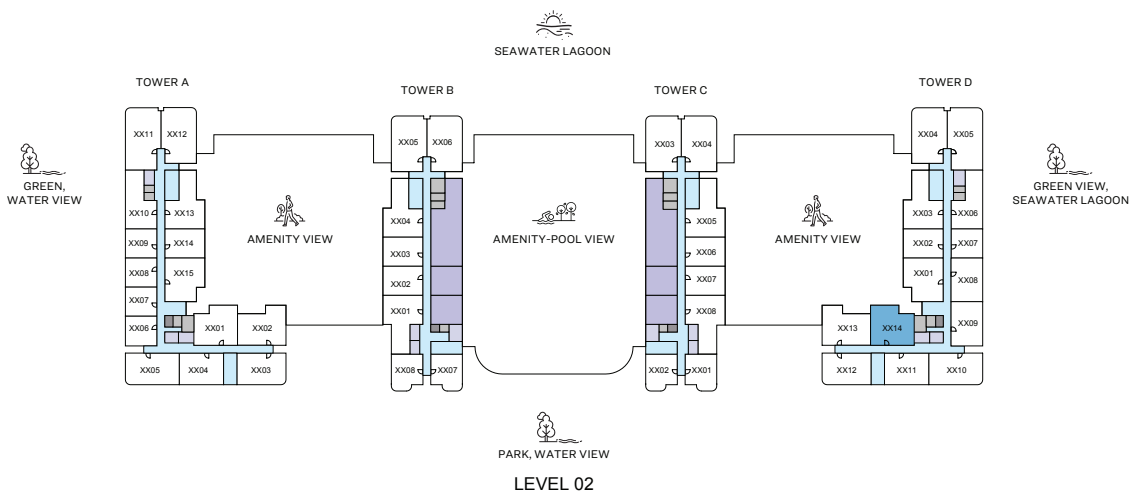 SEAWATER LAGOON
TOWER A
TOWER B
TOWER C
TOWER D
XX11 XX12
XX05 XX06
XX03 XX04
XX04 XX05
GREEN,
WATER VIEW
GREEN VIEW,
SEAWATER LAGOON
XX10 XX13
XX09 XX14
XX08 XX15
XX07
XX06
XX01 XX02
XX05 XX04 XX03
AMENITY VIEW
XX04
XX03
XX02
XX01
XX08 XX07
AMENITY-POOL VIEW
XX05
XX06
XX07
XX08
XX02 XX01
AMENITY VIEW
XX03 XX06
XX02 XX07
XX01 XX08
XX09
XX13 XX14
XX12 XX11 XX10
PARK, WATER VIEW
LEVEL 02